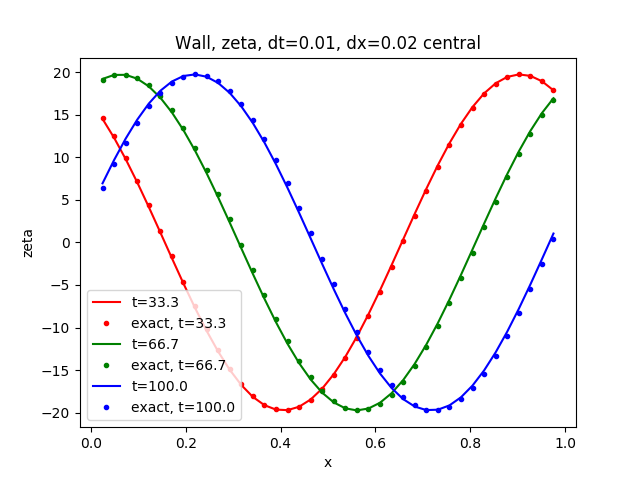 Wall, zeta, dt=0.01, dx=0.02 central
zeta
20
15
10
5
0
−5
−10
−15
−20
t=33.3
exact, t=33.3
t=66.7
exact, t=66.7
t=100.0
exact, t=100.0
0.0 0.2 0.4 0.6 0.8 1.0
x